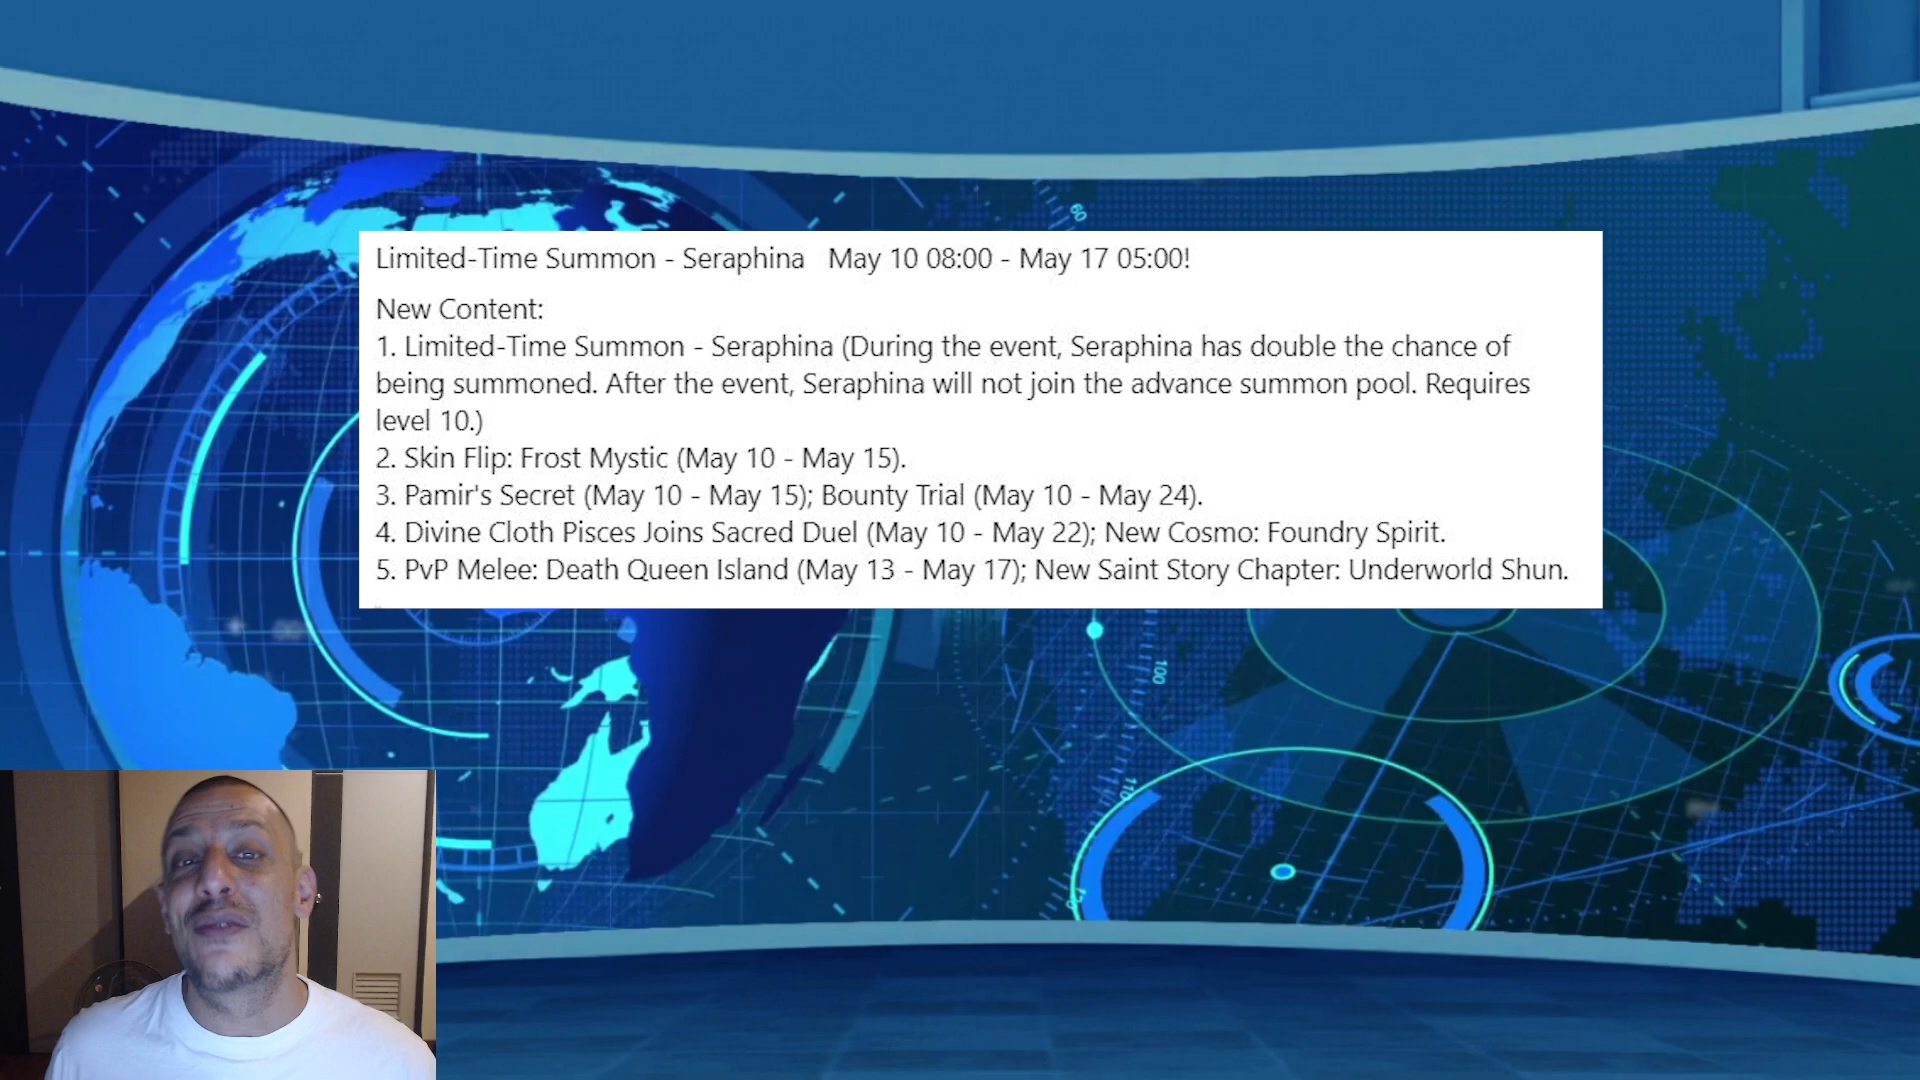 Limited-Time Summon - Seraphina   May 10 08:00 - May 17 05:00!
New Content:
1. Limited-Time Summon - Seraphina (During the event, Seraphina has double the chance of
being summoned. After the event, Seraphina will not join the advance summon pool. Requires
level 10.)
2. Skin Flip: Frost Mystic (May 10 - May 15).
3. Pamir's Secret (May 10 - May 15); Bounty Trial (May 10 - May 24).
4. Divine Cloth Pisces Joins Sacred Duel (May 10 - May 22); New Cosmo: Foundry Spirit.
5. PvP Melee: Death Queen Island (May 13 - May 17); New Saint Story Chapter: Underworld Shun.
60
100
110